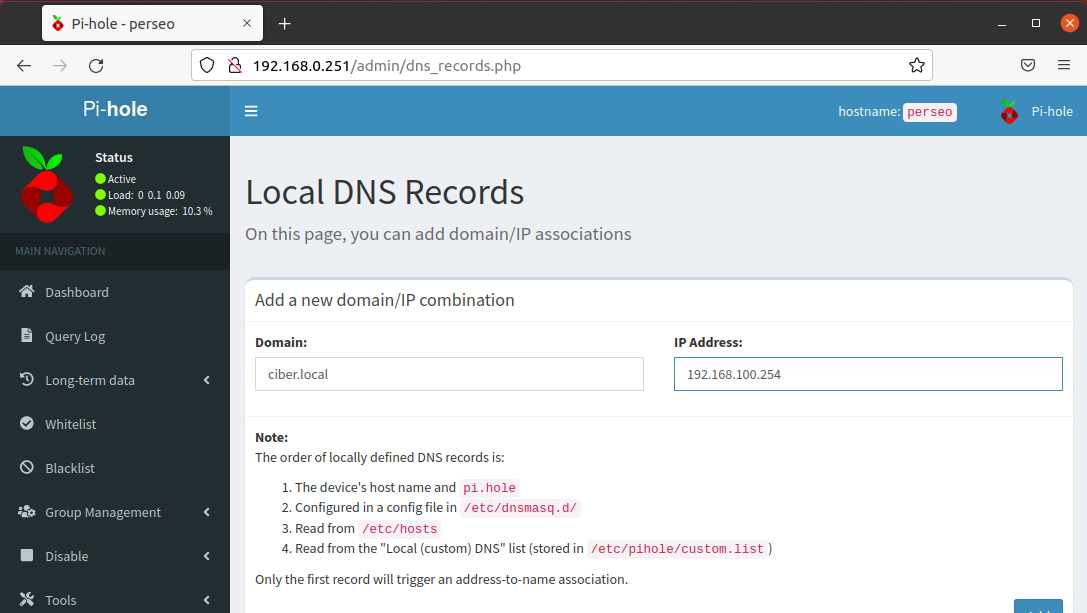 Pi-hole - perseo
192.168.0.251/admin/dns_records.php
Pi-hole
hostname: perseo
Pi-hole
Status
Active
Load: 0 0.1 0.09
Memory usage: 10.3 %
MAIN NAVIGATION
Dashboard
Query Log
Long-term data
Whitelist
Blacklist
Group Management
Disable
Tools
Local DNS Records
On this page, you can add domain/IP associations
Add a new domain/IP combination
Domain:
ciber.local
IP Address:
192.168.100.254
Note:
The order of locally defined DNS records is:
1. The device's host name and pi.hole
2. Configured in a config file in /etc/dnsmasq.d/
3. Read from /etc/hosts
4. Read from the "Local (custom) DNS" list (stored in /etc/pihole/custom.list )
Only the first record will trigger an address-to-name association.